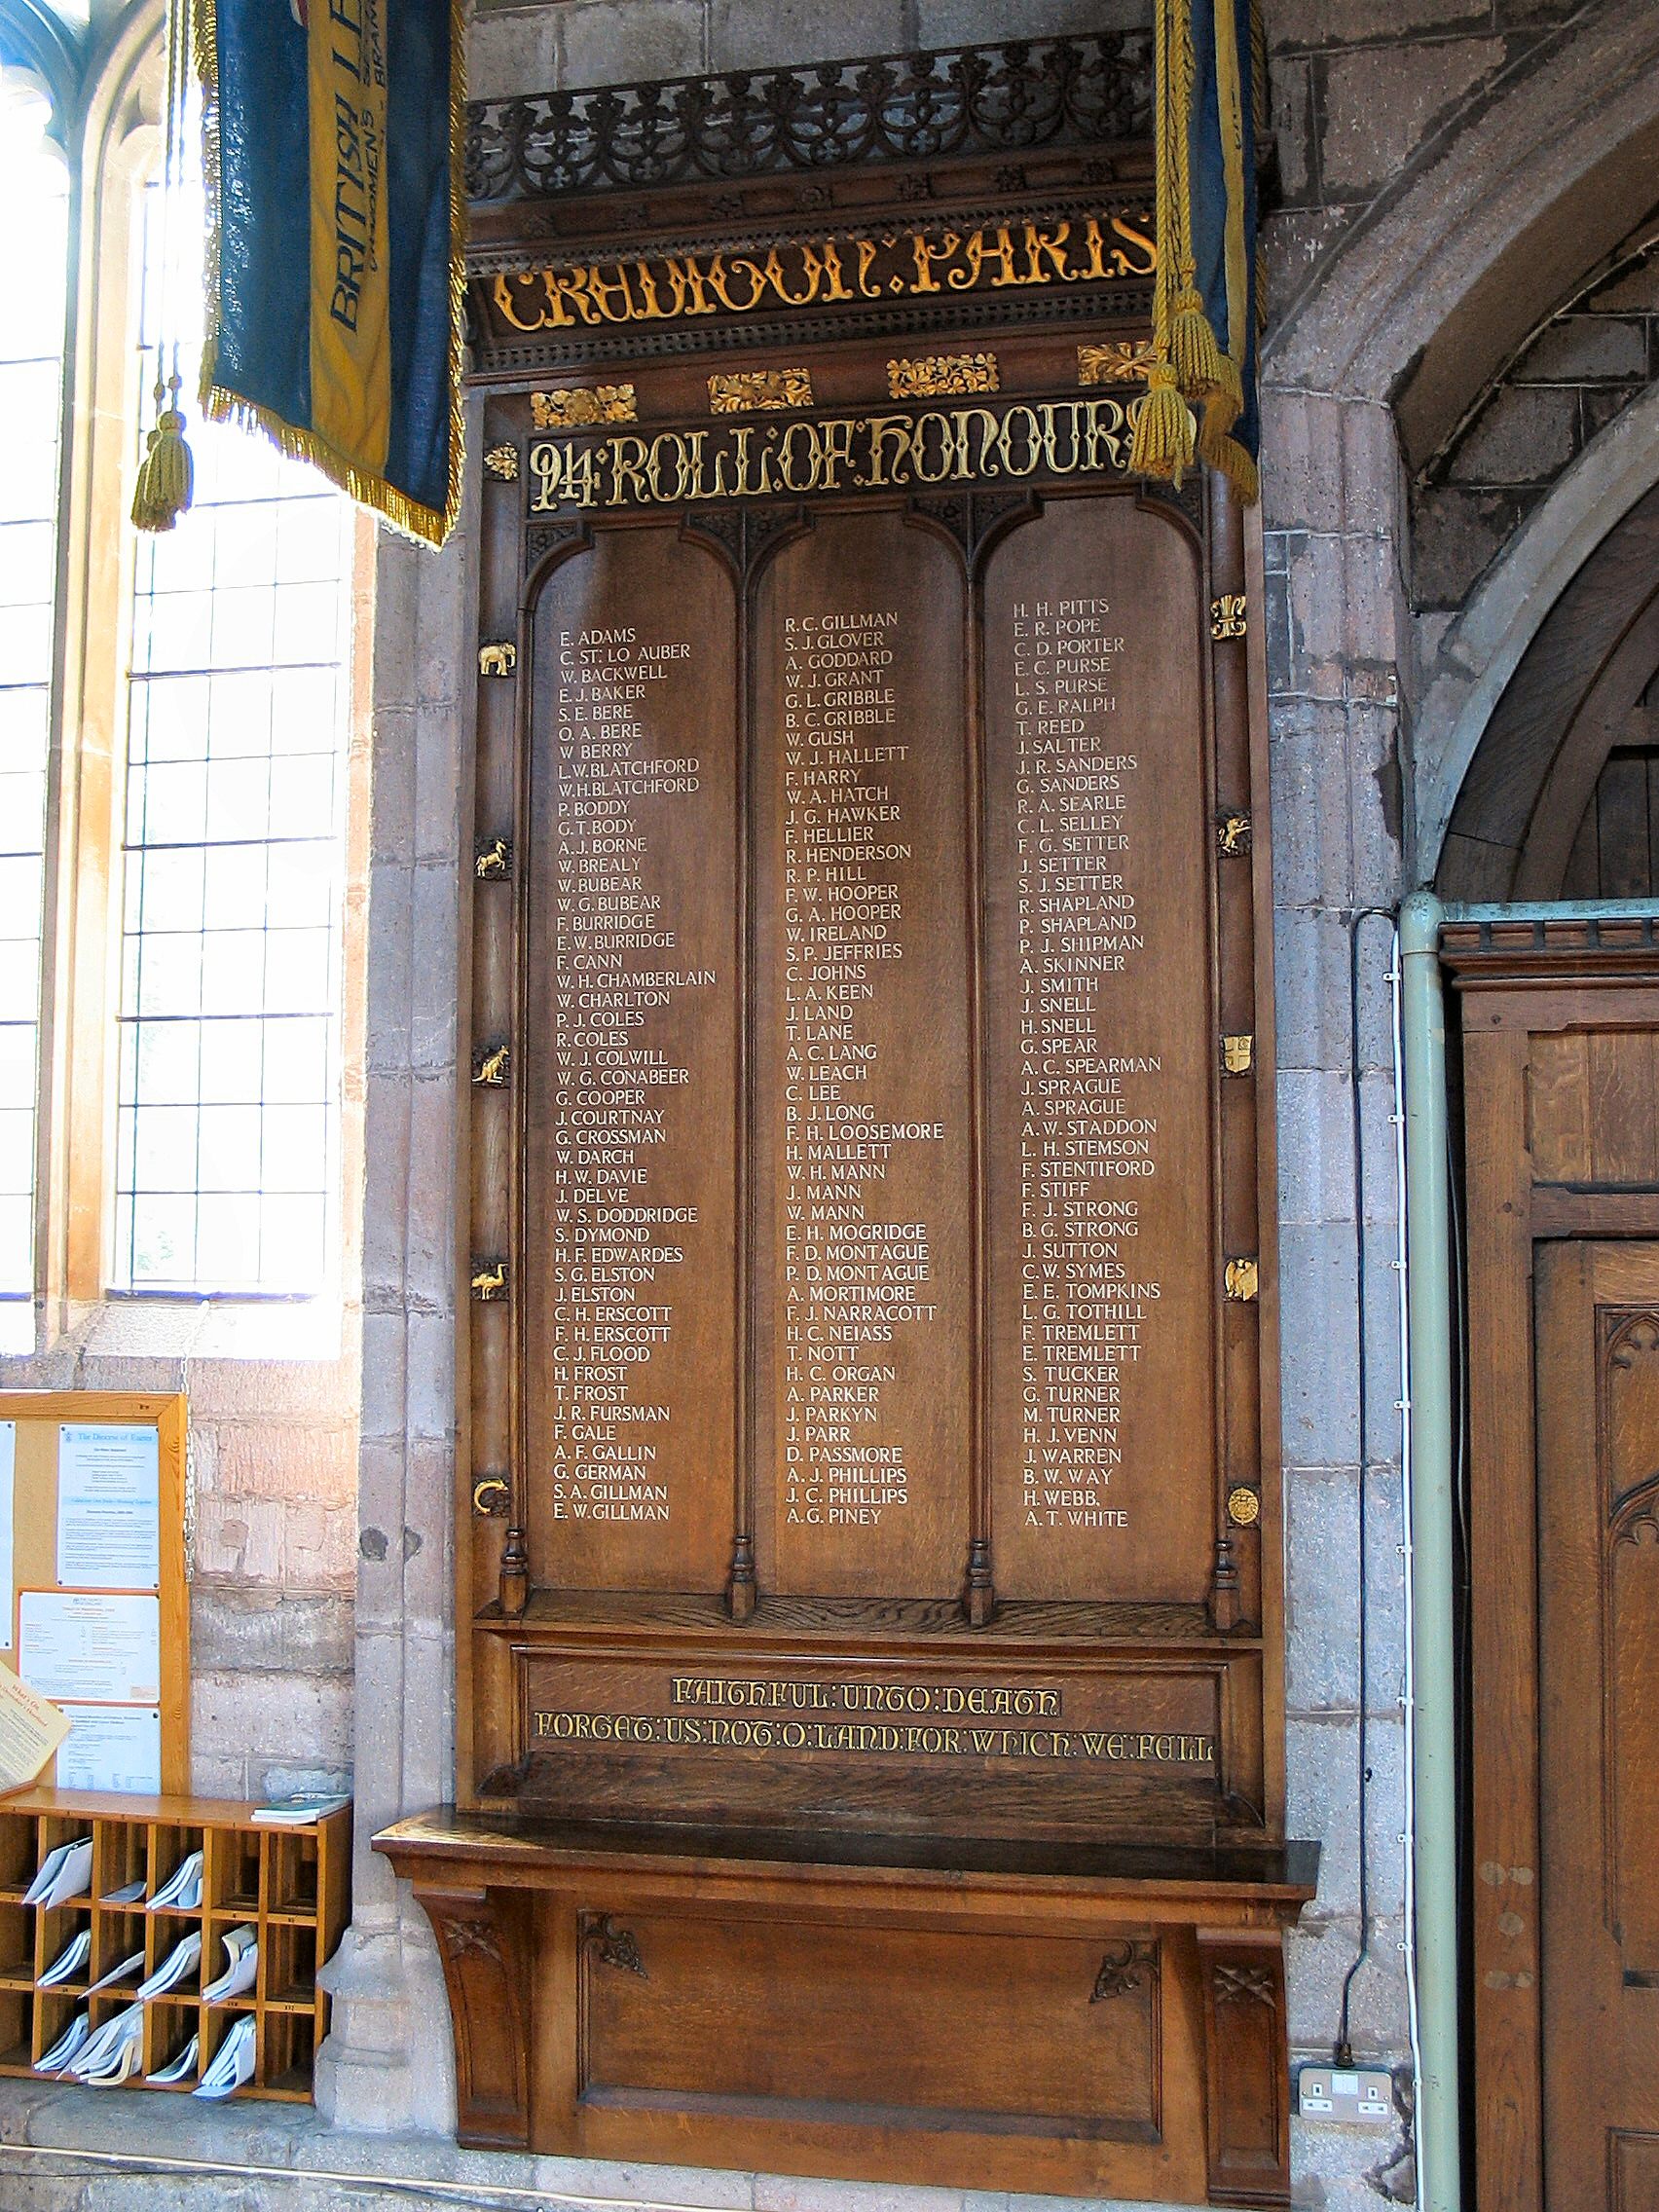 BRITISH LE
WOMEN'S
CREDITON: PARIS
914: ROLL: OF: HONOUR:
E. ADAMS
C. ST. LO AUBER
W. BACKWELL
E. J. BAKER
S. E. BERE
O. A. BERE
W BERRY
L. W. BLATCHFORD
W. H. BLATCHFORD
P. BODDY
G. T. BODY
A. J. BORNE
W. BREALY
W. BUBEAR
W. G. BUBEAR
F. BURRIDGE
E. W. BURRIDGE
F. CANN
W. H. CHAMBERLAIN
W. CHARLTON
P. J. COLES
R. COLES
W. J. COLWILL
W. G. CONABEER
G. COOPER
J. COURTNAY
G. CROSSMAN
W. DARCH
H. W. DAVIE
J. DELVE
W. S. DODDRIDGE
S. DYMOND
H. F. EDWARDES
S. G. ELSTON
J. ELSTON
C. H. ERSCOTT
F. H. ERSCOTT
C. J. FLOOD
H. FROST
T. FROST
J. R. FURSMAN
F. GALE
A. F. GALLIN
G. GERMAN
S. A. GILLMAN
E. W. GILLMAN
R. C. GILLMAN
S. J. GLOVER
A. GODDARD
W. J. GRANT
G. L. GRIBBLE
B. C. GRIBBLE
W. GUSH
W. J. HALLETT
F. HARRY
W. A. HATCH
J. G. HAWKER
F. HELLIER
R. HENDERSON
R. P. HILL
F. W. HOOPER
G. A. HOOPER
W. IRELAND
S. P. JEFFRIES
C. JOHNS
L. A. KEEN
J. LAND
T. LANE
A. C. LANG
W. LEACH
C. LEE
B. J. LONG
F. H. LOOSEMORE
H. MALLETT
W. H. MANN
J. MANN
W. MANN
E. H. MOGRIDGE
F. D. MONTAGUE
P. D. MONTAGUE
A. MORTIMORE
F. J. NARRACOTT
H. C. NEIASS
T. NOTT
H. C. ORGAN
A. PARKER
J. PARKYN
J. PARR
D. PASSMORE
A. J. PHILLIPS
J. C. PHILLIPS
A. G. PINEY
H. H. PITTS
E. R. POPE
C. D. PORTER
E. C. PURSE
L. S. PURSE
G. E. RALPH
T. REED
J. SALTER
J. R. SANDERS
G. SANDERS
R. A. SEARLE
C. L. SELLEY
F. G. SETTER
J. SETTER
S. J. SETTER
R. SHAPLAND
P. SHAPLAND
P. J. SHIPMAN
A. SKINNER
J. SMITH
J. SNELL
H. SNELL
G. SPEAR
A. C. SPEARMAN
J. SPRAGUE
A. SPRAGUE
A. W. STADDON
L. H. STEMSON
F. STENTIFORD
F. STIFF
F. J. STRONG
B. G. STRONG
J. SUTTON
C. W. SYMES
E. E. TOMPKINS
L. G. TOTHILL
F. TREMLETT
E. TREMLETT
S. TUCKER
G. TURNER
M. TURNER
H. J. VENN
J. WARREN
B. W. WAY
H. WEBB.
A. T. WHITE
FAITHFUL: UNTO: DEATH
FORGET: US: NOT: O: LAND: FOR: WHICH: WE: FELL
The Diocese of Exeter